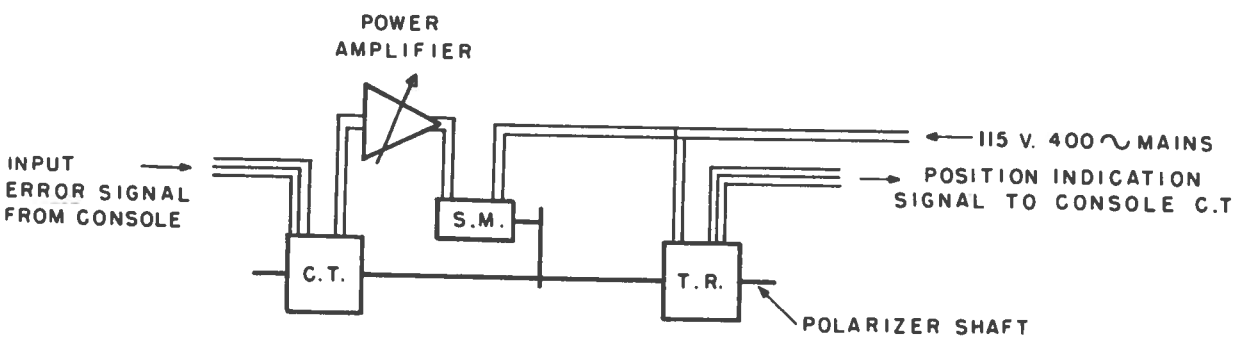 POWER
AMPLIFIER
115 V. 400 ~ MAINS
INPUT
ERROR SIGNAL
FROM CONSOLE
POSITION INDICATION
SIGNAL TO CONSOLE C.T
S.M.
C.T.
T.R.
POLARIZER SHAFT